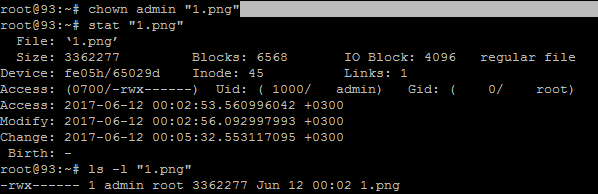 root@93:~# chown admin "1.png"
root@93:~# stat "1.png"
  File: ‘1.png’
  Size: 3362277         Blocks: 6568       IO Block: 4096   regular file
Device: fe05h/65029d    Inode: 45          Links: 1
Access: (0700/-rwx------)  Uid: ( 1000/   admin)   Gid: (    0/    root)
Access: 2017-06-12 00:02:53.560996042 +0300
Modify: 2017-06-12 00:02:56.092997993 +0300
Change: 2017-06-12 00:05:32.553117095 +0300
 Birth: -
root@93:~# ls -l "1.png"
-rwx------ 1 admin root 3362277 Jun 12 00:02 1.png